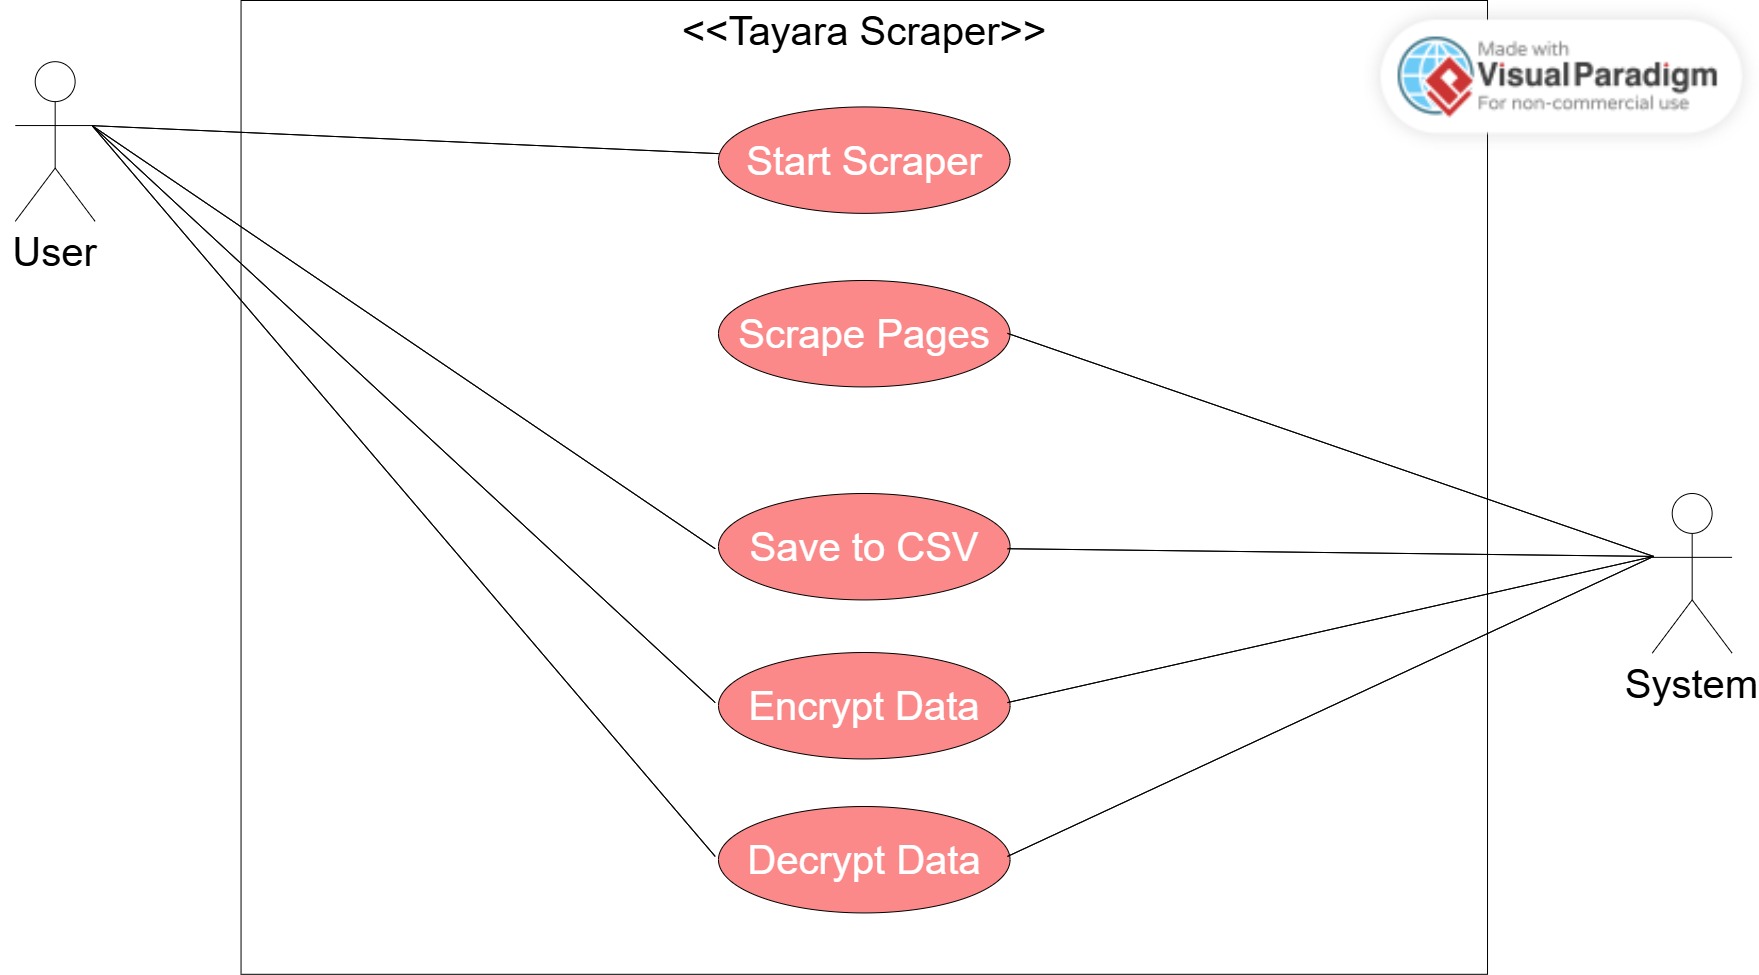 <<Tayara Scraper>>
Made with
Visual Paradigm
For non-commercial use
Start Scraper
User
Scrape Pages
Save to CSV
System
Encrypt Data
Decrypt Data